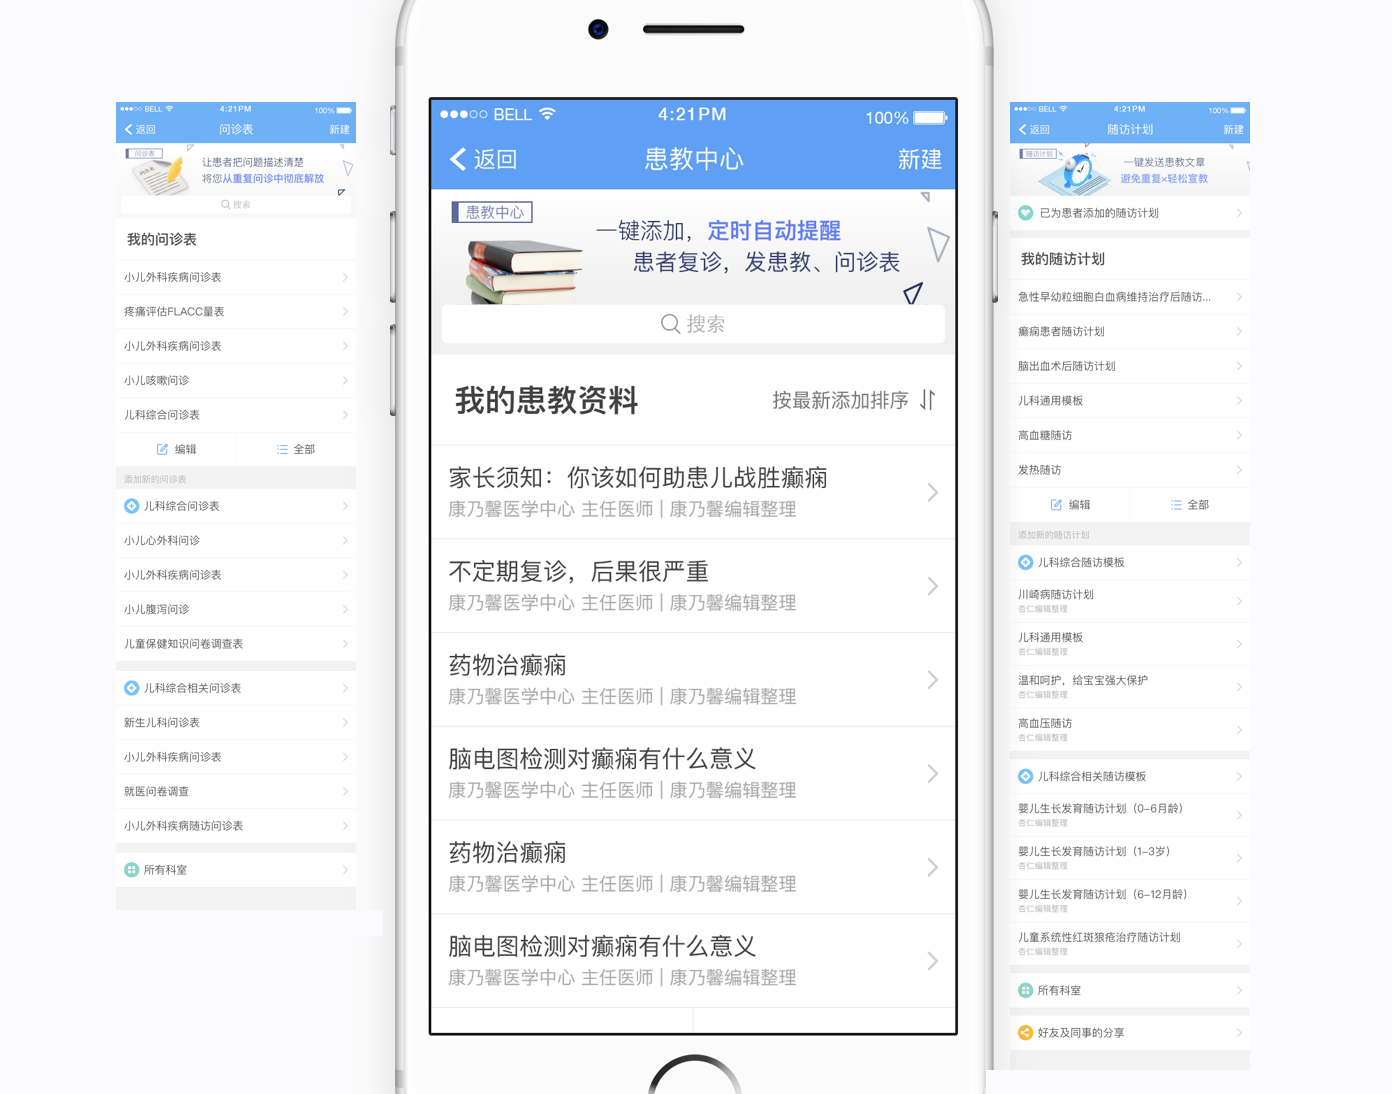 BELL
4:21PM
100%
返回
问诊表
新建
问诊表
让患者把问题描述清楚
将您从重复问诊中彻底解放
搜索
我的问诊表
小儿外科疾病问诊表
疼痛评估FLACC量表
小儿外科疾病问诊表
小儿咳嗽问诊
儿科综合问诊表
编辑
全部
添加新的问诊表
儿科综合问诊表
小儿心外科问诊
小儿外科疾病问诊表
小儿腹泻问诊
儿童保健知识问卷调查表
儿科综合相关问诊表
新生儿科问诊表
小儿外科疾病问诊表
就医问卷调查
小儿外科疾病随访问诊表
所有科室
BELL
4:21PM
100%
返回
患教中心
新建
患教中心
一键添加，定时自动提醒
患者复诊，发患教、问诊表
搜索
我的患教资料
按最新添加排序
家长须知：你该如何助患儿战胜癫痫
康乃馨医学中心 主任医师 | 康乃馨编辑整理
不定期复诊，后果很严重
康乃馨医学中心 主任医师 | 康乃馨编辑整理
药物治癫痫
康乃馨医学中心 主任医师 | 康乃馨编辑整理
脑电图检测对癫痫有什么意义
康乃馨医学中心 主任医师 | 康乃馨编辑整理
药物治癫痫
康乃馨医学中心 主任医师 | 康乃馨编辑整理
脑电图检测对癫痫有什么意义
康乃馨医学中心 主任医师 | 康乃馨编辑整理
BELL
4:21PM
100%
返回
随访计划
新建
随访计划
一键发送患教文章
避免重复×轻松宣教
已为患者添加的随访计划
我的随访计划
急性早幼粒细胞白血病维持治疗后随访...
癫痫患者随访计划
脑出血术后随访计划
儿科通用模板
高血糖随访
发热随访
编辑
全部
添加新的随访计划
儿科综合随访模板
川崎病随访计划
杏仁编辑整理
儿科通用模板
杏仁编辑整理
温和呵护，给宝宝强大保护
杏仁编辑整理
高血压随访
杏仁编辑整理
儿科综合相关随访模板
婴儿生长发育随访计划（0-6月龄）
杏仁编辑整理
婴儿生长发育随访计划（1-3岁）
杏仁编辑整理
婴儿生长发育随访计划（6-12月龄）
杏仁编辑整理
儿童系统性红斑狼疮治疗随访计划
杏仁编辑整理
所有科室
好友及同事的分享